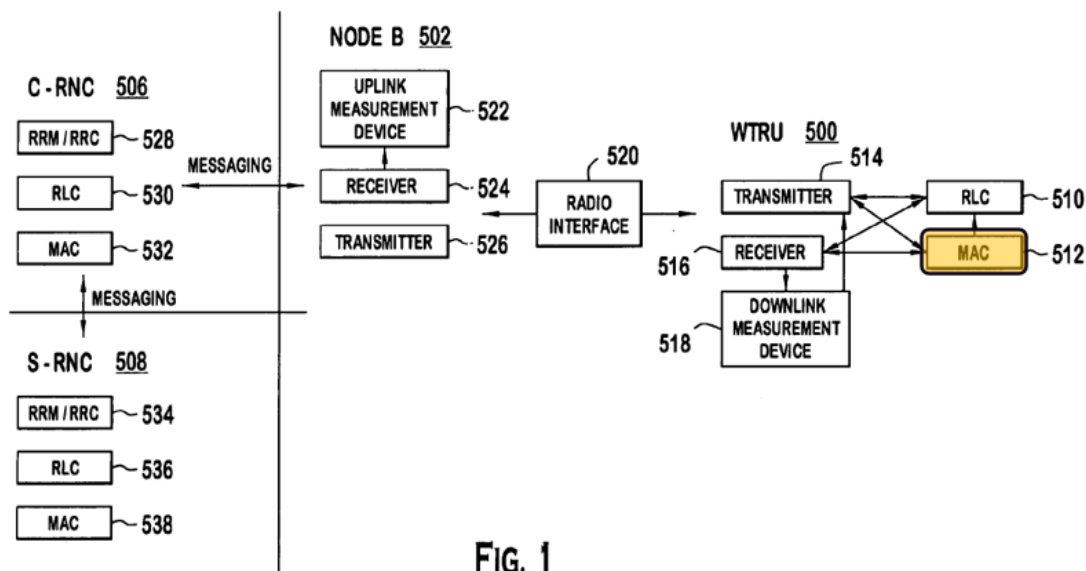 NODE B 502
C-RNC 506
UPLINK
MEASUREMENT
DEVICE
522
RRM / RRC
528
MESSAGING
RECEIVER
524
RLC
530
TRANSMITTER
526
MAC
532
MESSAGING
520
RADIO
INTERFACE
WTRU 500
514
TRANSMITTER
RLC
510
516
RECEIVER
MAC
512
518
DOWNLINK
MEASUREMENT
DEVICE
S-RNC 508
RRM / RRC
534
RLC
536
MAC
538
FIG. 1